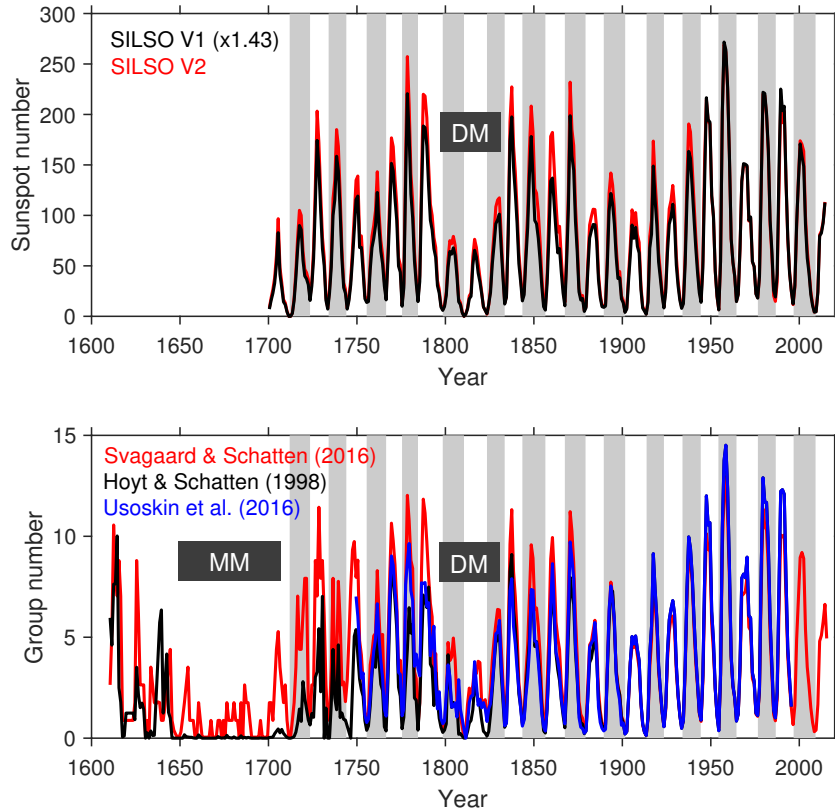 SILSO V1 (x1.43)
SILSO V2
DM
Sunspot number
300
250
200
150
100
50
0
1600 1650 1700 1750 1800 1850 1900 1950 2000
Year
Svagaard & Schatten (2016)
Hoyt & Schatten (1998)
Usoskin et al. (2016)
MM
DM
Group number
15
10
5
0
1600 1650 1700 1750 1800 1850 1900 1950 2000
Year